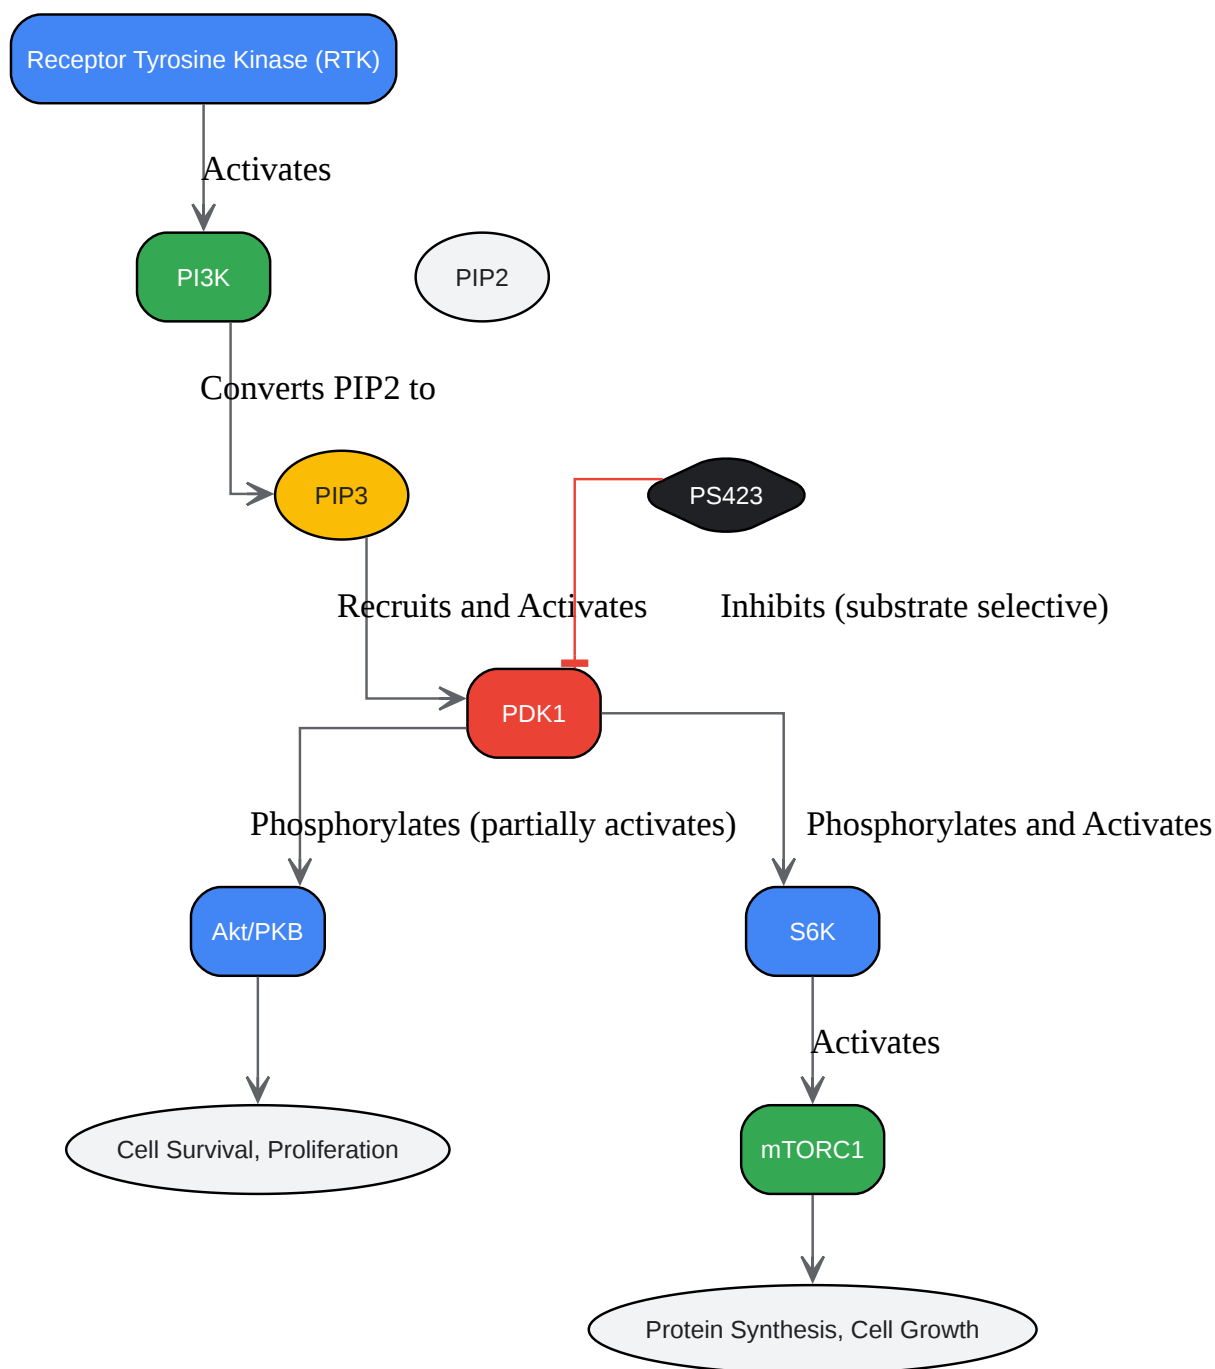 Receptor Tyrosine Kinase (RTK)
Activates
PI3K
PIP2
Converts PIP2 to
PIP3
PS423
Recruits and Activates
Inhibits (substrate selective)
PDK1
Phosphorylates (partially activates)
Phosphorylates and Activates
Akt/PKB
S6K
Activates
Cell Survival, Proliferation
mTORC1
Protein Synthesis, Cell Growth